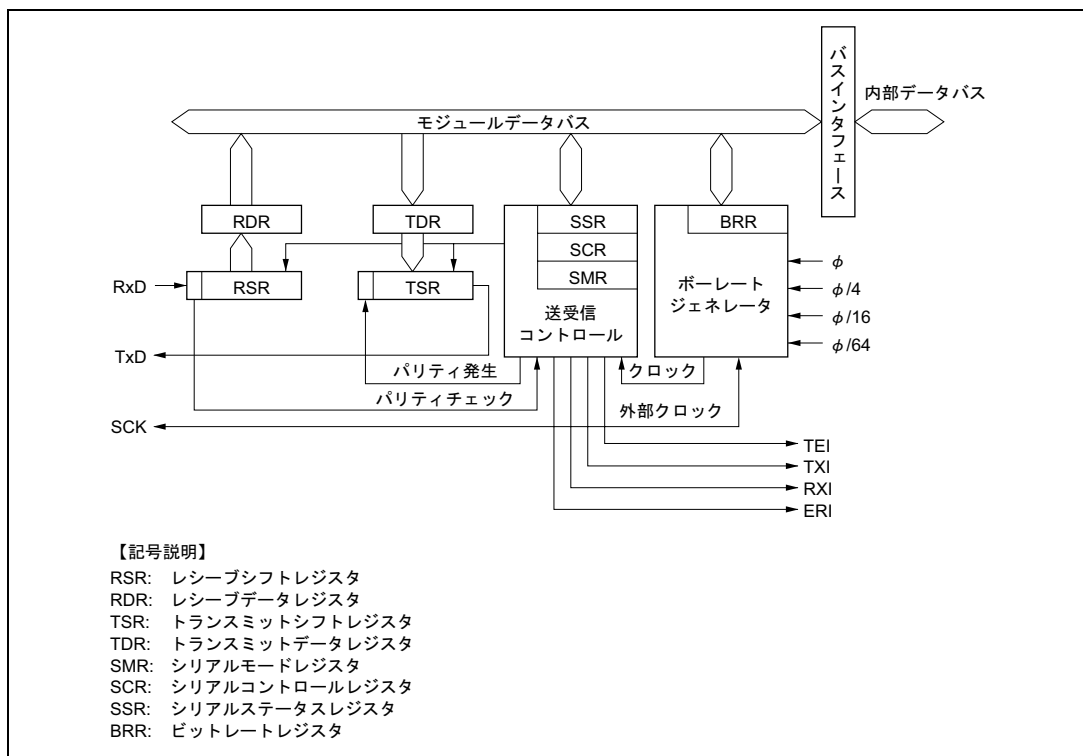 バスインタフェース
内部データバス
モジュールデータバス
RDR
TDR
SSR
BRR
SCR
SMR
RxD
RSR
TSR
送受信
コントロール
ボーレート
ジェネレータ
φ
φ/4
φ/16
φ/64
TxD
パリティ発生
クロック
パリティチェック
外部クロック
SCK
TEI
TXI
RXI
ERI
【記号説明】
RSR: レシーブシフトレジスタ
RDR: レシーブデータレジスタ
TSR: トランスミットシフトレジスタ
TDR: トランスミットデータレジスタ
SMR: シリアルモードレジスタ
SCR: シリアルコントロールレジスタ
SSR: シリアルステータスレジスタ
BRR: ビットレートレジスタ